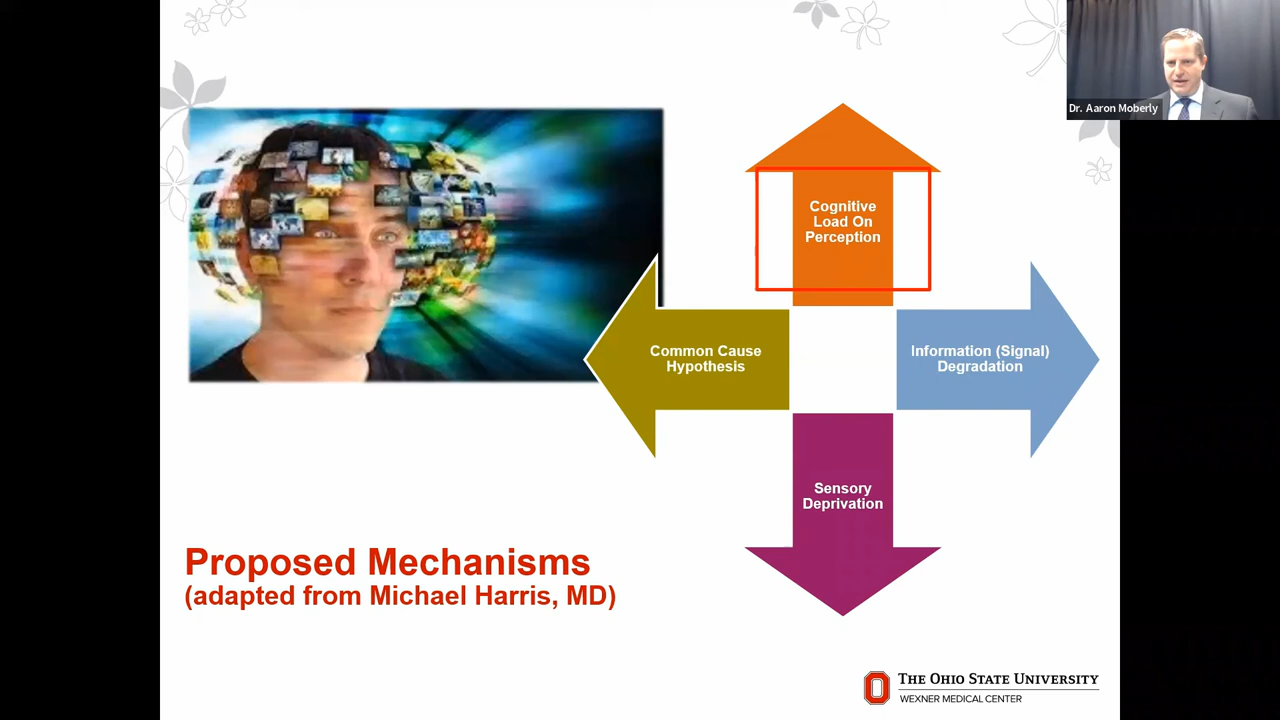 Dr. Aaron Moberly
Cognitive
Load On
Perception
Common Cause
Hypothesis
Information (Signal)
Degradation
Sensory
Deprivation
Proposed Mechanisms
(adapted from Michael Harris, MD)
THE OHIO STATE UNIVERSITY
WEXNER MEDICAL CENTER